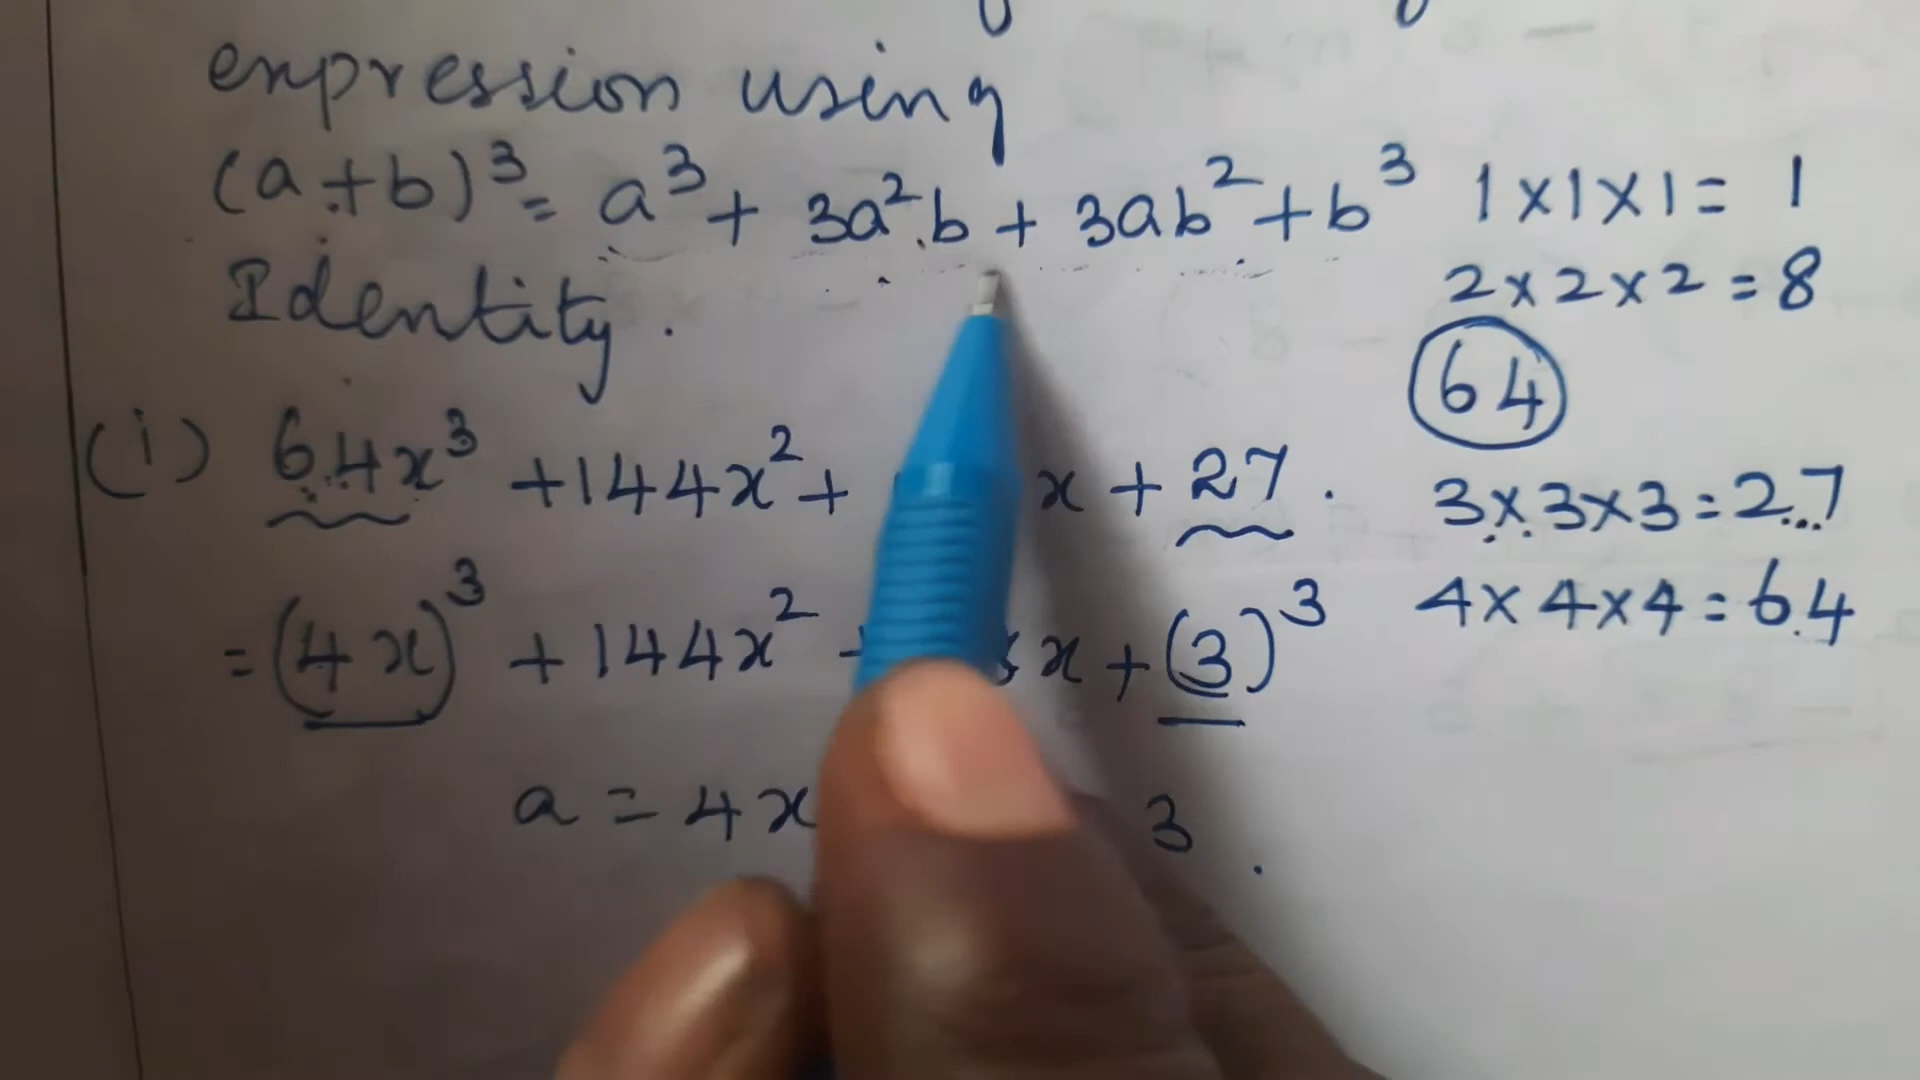 expression using
(a+b)³ = a³ + 3a²b + 3ab² + b³
Identity.
(i) 64x³ + 144x² + x + 27.
= (4x)³ + 144x² + x + (3)³
a = 4x 3
1×1×1 = 1
2×2×2 = 8
64
3×3×3 = 27
4×4×4 = 64